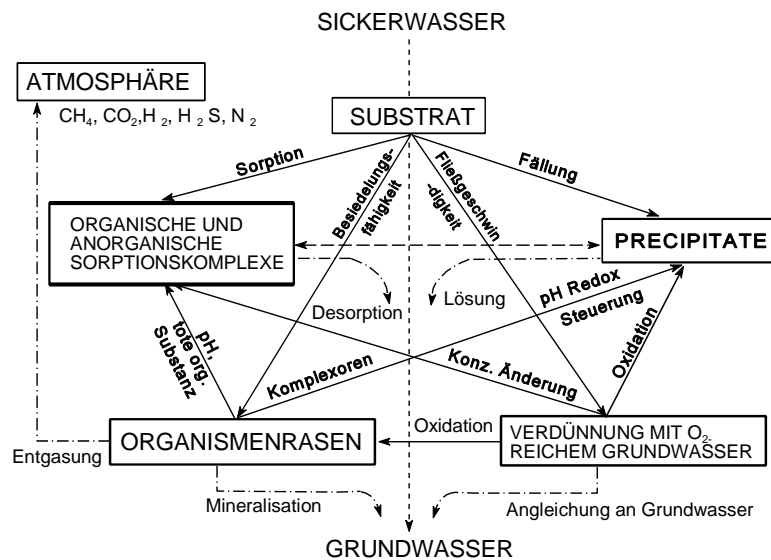 SICKERWASSER
ATMOSPHÄRE
CH₄, CO₂,H ₂, H ₂ S, N ₂
SUBSTRAT
Sorption
Besiedelungs-
fähigkeit
Fließgeschwin
-digkeit
Fällung
ORGANISCHE UND
ANORGANISCHE
SORPTIONSKOMPLEXE
PRECIPITATE
Desorption
Lösung
pH Redox
Steuerung
Oxidation
pH,
tote org.
Substanz
Komplexoren
Konz. Änderung
ORGANISMENRASEN
Oxidation
VERDÜNNUNG MIT O₂-
REICHEM GRUNDWASSER
Entgasung
Mineralisation
Angleichung an Grundwasser
GRUNDWASSER